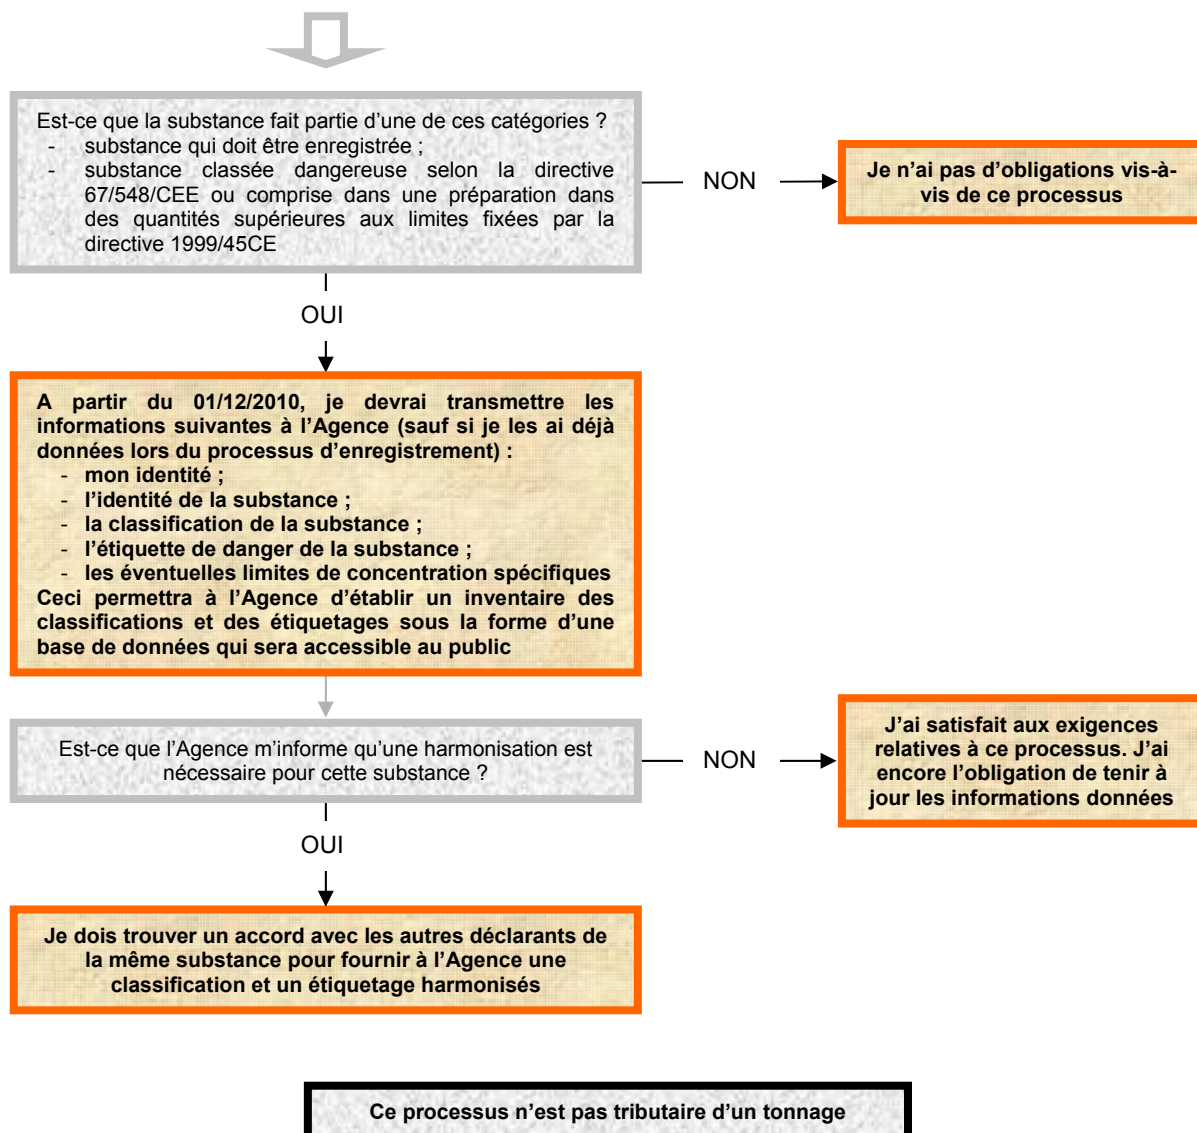 Est-ce que la substance fait partie d’une de ces catégories ?
- substance qui doit être enregistrée ;
- substance classée dangereuse selon la directive
67/548/CEE ou comprise dans une préparation dans
des quantités supérieures aux limites fixées par la
directive 1999/45CE
NON
Je n’ai pas d’obligations vis-à-
vis de ce processus
OUI
A partir du 01/12/2010, je devrai transmettre les
informations suivantes à l’Agence (sauf si je les ai déjà
données lors du processus d’enregistrement) :
- mon identité ;
- l’identité de la substance ;
- la classification de la substance ;
- l’étiquette de danger de la substance ;
- les éventuelles limites de concentration spécifiques
Ceci permettra à l’Agence d’établir un inventaire des
classifications et des étiquetages sous la forme d’une
base de données qui sera accessible au public
Est-ce que l’Agence m’informe qu’une harmonisation est
nécessaire pour cette substance ?
NON
J’ai satisfait aux exigences
relatives à ce processus. J’ai
encore l’obligation de tenir à
jour les informations données
OUI
Je dois trouver un accord avec les autres déclarants de
la même substance pour fournir à l’Agence une
classification et un étiquetage harmonisés
Ce processus n’est pas tributaire d’un tonnage